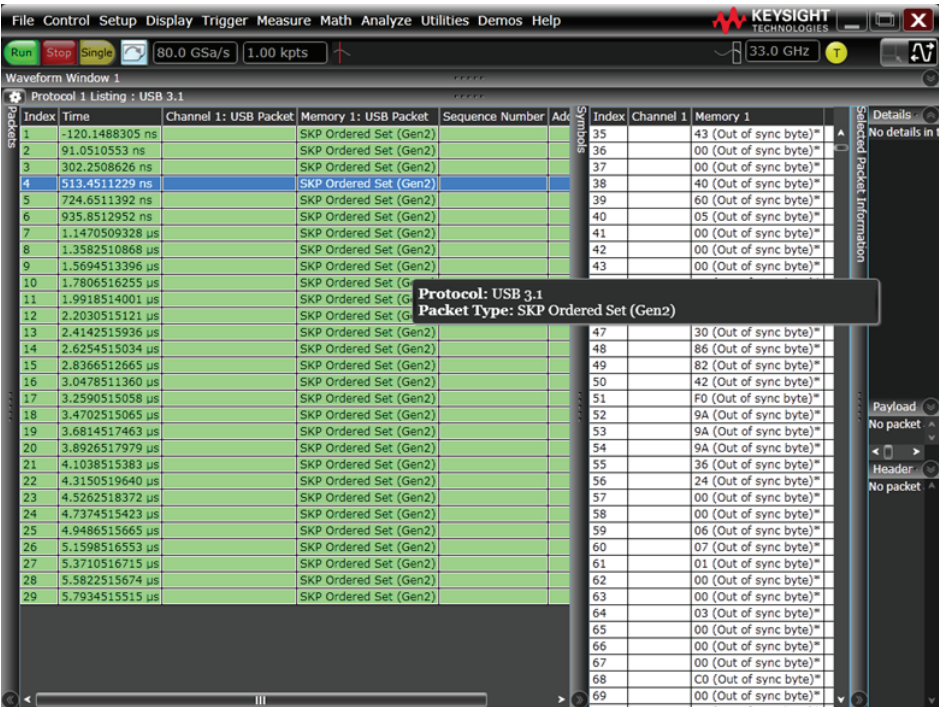 File Control Setup Display Trigger Measure Math Analyze Utilities Demos Help
KEYSIGHT
TECHNOLOGIES
Run Stop Single 80.0 GSa/s 1.00 kpts 33.0 GHz T
Waveform Window 1
Protocol 1 Listing : USB 3.1
Packets
Index Time Channel 1: USB Packet Memory 1: USB Packet Sequence Number
1 -120.1488305 ns SKP Ordered Set (Gen2)
2 91.0510553 ns SKP Ordered Set (Gen2)
3 302.2508626 ns SKP Ordered Set (Gen2)
4 513.4511229 ns SKP Ordered Set (Gen2)
5 724.6511392 ns SKP Ordered Set (Gen2)
6 935.8512952 ns SKP Ordered Set (Gen2)
7 1.1470509328 µs SKP Ordered Set (Gen2)
8 1.3582510868 µs SKP Ordered Set (Gen2)
9 1.5694513396 µs SKP Ordered Set (Gen2)
10 1.7806516255 µs SKP Ordered Set
11 1.9918514001 µs SKP Ordered Set
12 2.2030515121 µs SKP Ordered Set
13 2.4142515936 µs SKP Ordered Set (Gen2)
14 2.6254515034 µs SKP Ordered Set (Gen2)
15 2.8366512665 µs SKP Ordered Set (Gen2)
16 3.0478511360 µs SKP Ordered Set (Gen2)
17 3.2590515058 µs SKP Ordered Set (Gen2)
18 3.4702515065 µs SKP Ordered Set (Gen2)
19 3.6814517463 µs SKP Ordered Set (Gen2)
20 3.8926517979 µs SKP Ordered Set (Gen2)
21 4.1038515383 µs SKP Ordered Set (Gen2)
22 4.3150519640 µs SKP Ordered Set (Gen2)
23 4.5262518372 µs SKP Ordered Set (Gen2)
24 4.7374515423 µs SKP Ordered Set (Gen2)
25 4.9486515665 µs SKP Ordered Set (Gen2)
26 5.1598516553 µs SKP Ordered Set (Gen2)
27 5.3710516715 µs SKP Ordered Set (Gen2)
28 5.5822515674 µs SKP Ordered Set (Gen2)
29 5.7934515515 µs SKP Ordered Set (Gen2)
Symbols
Index Channel 1 Memory 1
35 43 (Out of sync byte)*
36 00 (Out of sync byte)*
37 00 (Out of sync byte)*
38 40 (Out of sync byte)*
39 60 (Out of sync byte)*
40 05 (Out of sync byte)*
41 00 (Out of sync byte)*
42 00 (Out of sync byte)*
43 00 (Out of sync byte)*
Protocol: USB 3.1
Packet Type: SKP Ordered Set (Gen2)
47 30 (Out of sync byte)*
48 86 (Out of sync byte)*
49 82 (Out of sync byte)*
50 42 (Out of sync byte)*
51 F0 (Out of sync byte)*
52 9A (Out of sync byte)*
53 9A (Out of sync byte)*
54 9A (Out of sync byte)*
55 36 (Out of sync byte)*
56 24 (Out of sync byte)*
57 00 (Out of sync byte)*
58 00 (Out of sync byte)*
59 06 (Out of sync byte)*
60 07 (Out of sync byte)*
61 01 (Out of sync byte)*
62 00 (Out of sync byte)*
63 00 (Out of sync byte)*
64 03 (Out of sync byte)*
65 00 (Out of sync byte)*
66 00 (Out of sync byte)*
67 00 (Out of sync byte)*
68 C0 (Out of sync byte)*
69 00 (Out of sync byte)*
Selected Packet Information
Details
No details in
Payload
No packet
Header
No packet